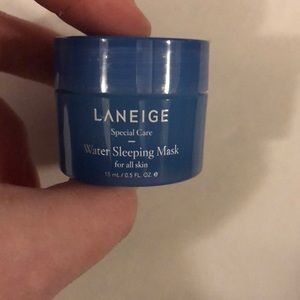 LANEIGE
Special Care
Water Sleeping Mask
for all skin
15 mL / 0.5 FL. OZ. e